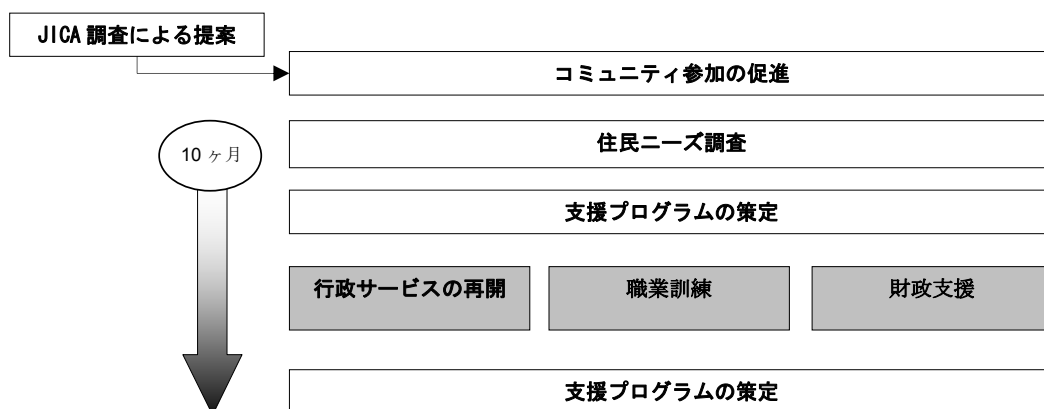 JICA 調査による提案
コミュニティ参加の促進
10 ヶ月
住民ニーズ調査
支援プログラムの策定
行政サービスの再開
職業訓練
財政支援
支援プログラムの策定